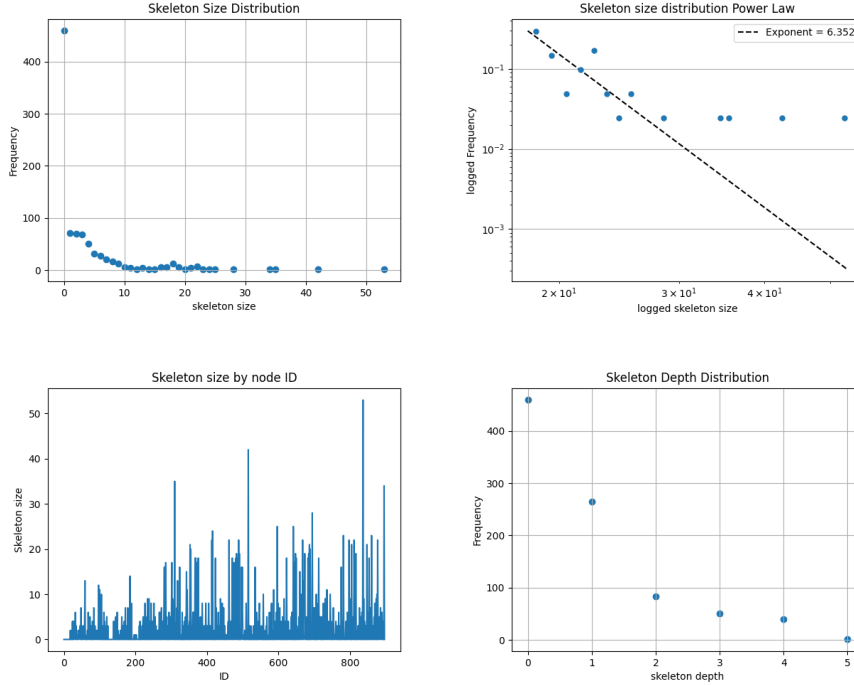 Skeleton Size Distribution
Frequency
400
300
200
100
0
0 10 20 30 40 50
skeleton size
Skeleton size distribution Power Law
Exponent = 6.352
logged Frequency
10⁻¹
10⁻²
10⁻³
2 × 10¹ 3 × 10¹ 4 × 10¹
logged skeleton size
Skeleton size by node ID
Skeleton size
50
40
30
20
10
0
0 200 400 600 800
ID
Skeleton Depth Distribution
Frequency
400
300
200
100
0
0 1 2 3 4 5
skeleton depth